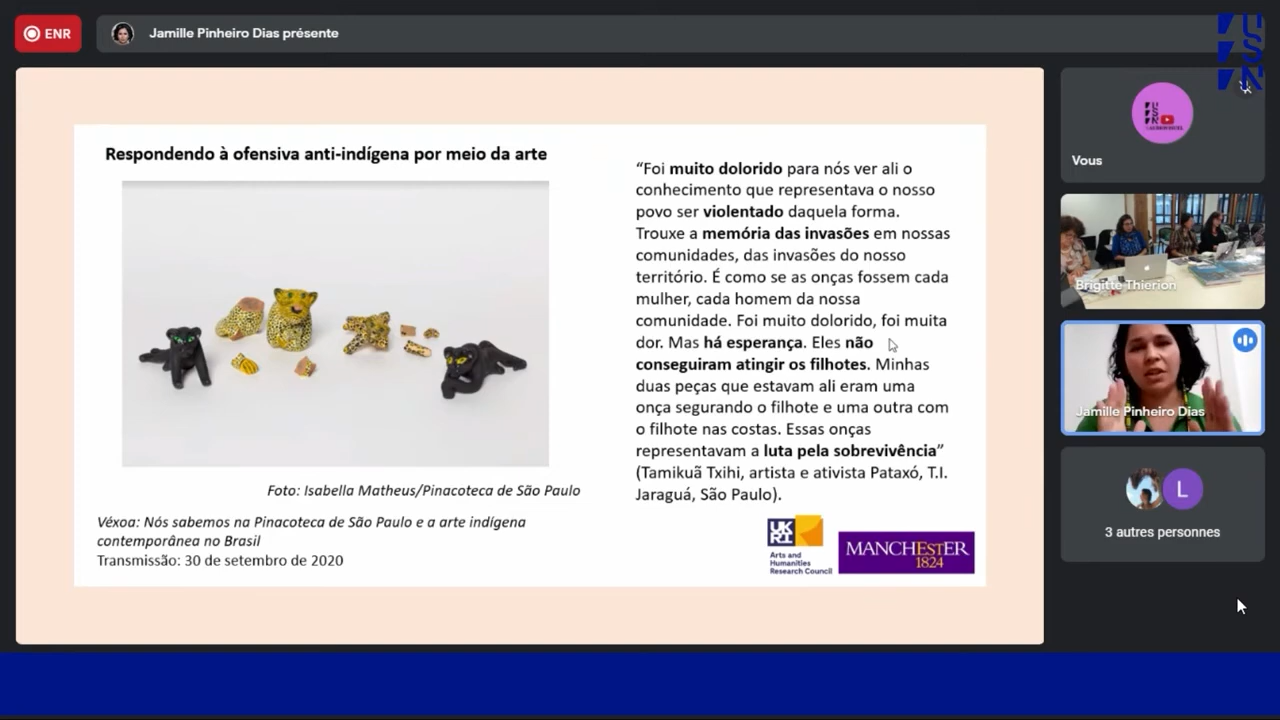 ENR
Jamille Pinheiro Dias présente
USN
Respondendo à ofensiva anti-indígena por meio da arte
“Foi muito dolorido para nós ver ali o
conhecimento que representava o nosso
povo ser violentado daquela forma.
Trouxe a memória das invasões em nossas
comunidades, das invasões do nosso
território. É como se as onças fossem cada
mulher, cada homem da nossa
comunidade. Foi muito dolorido, foi muita
dor. Mas há esperança. Eles não
conseguiram atingir os filhotes. Minhas
duas peças que estavam ali eram uma
onça segurando o filhote e uma outra com
o filhote nas costas. Essas onças
representavam a luta pela sobrevivência”
(Tamikuã Txihi, artista e ativista Pataxó, T.I.
Jaraguá, São Paulo).
Foto: Isabella Matheus/Pinacoteca de São Paulo
Véxoa: Nós sabemos na Pinacoteca de São Paulo e a arte indígena
contemporânea no Brasil
Transmissão: 30 de setembro de 2020
UK
RI
Arts and
Humanities
Research Council
MANCHESTER
1824
USN
Vous
Brigitte Thierion
Jamille Pinheiro Dias
L
3 autres personnes